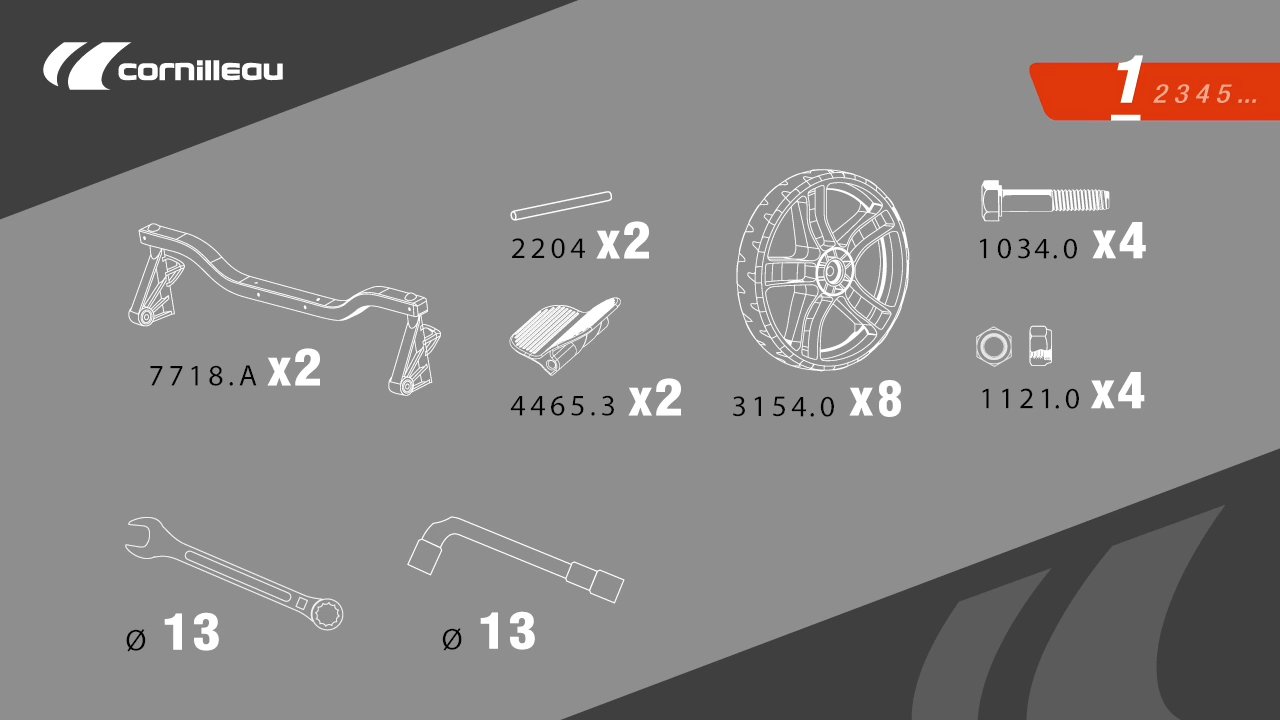 cornilleau
1 2 3 4 5 ...
2204 x2
1034.0 x4
7718.A x2
4465.3 x2
3154.0 x8
1121.0 x4
Ø 13
Ø 13